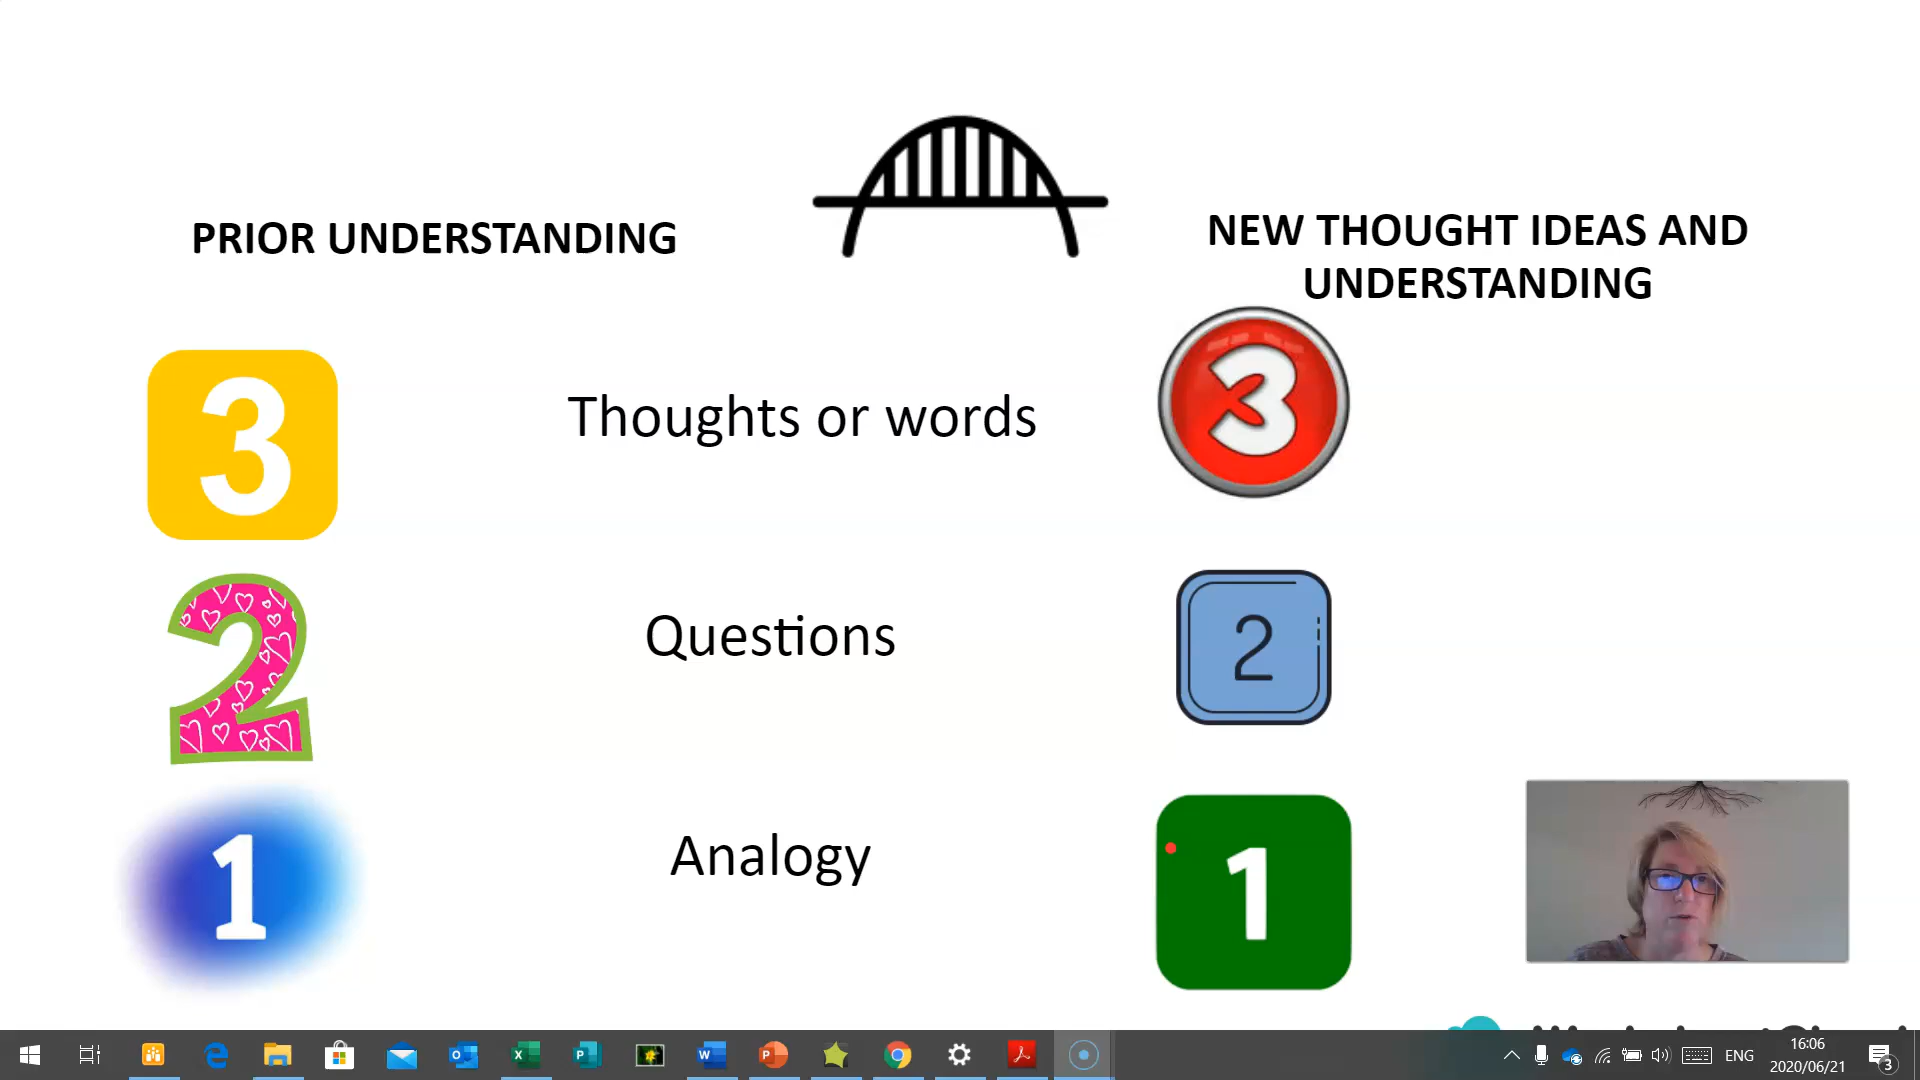 PRIOR UNDERSTANDING
NEW THOUGHT IDEAS AND
UNDERSTANDING
3
Thoughts or words
3
2
Questions
2
1
Analogy
1
ENG
16:06
2020/06/21
3